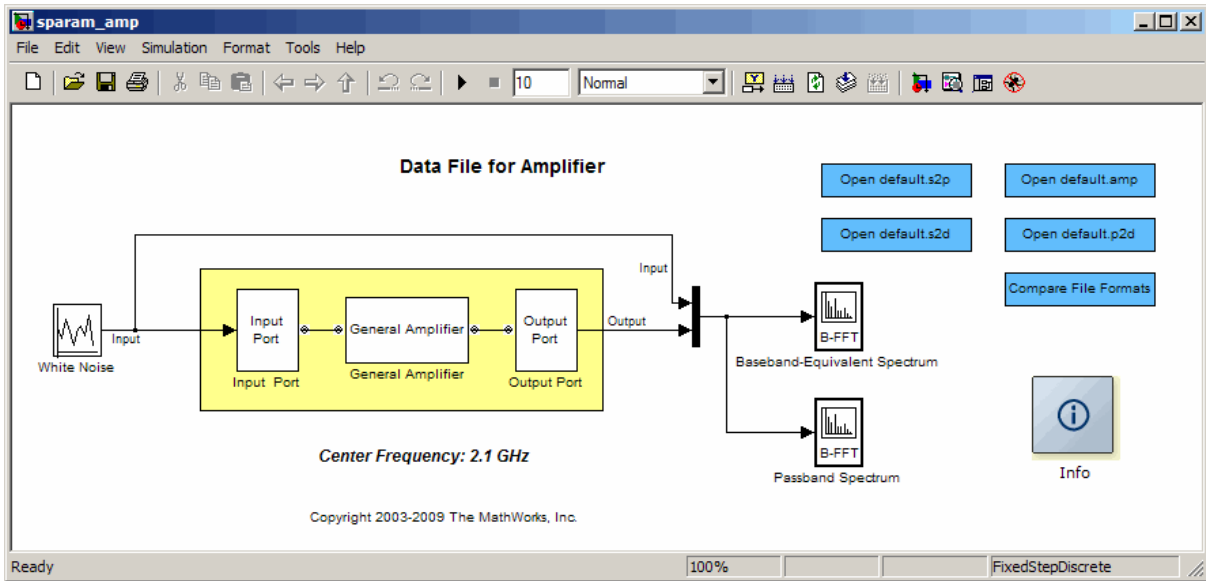 sparam_amp
File Edit View Simulation Format Tools Help
10 Normal
Data File for Amplifier
Open default.s2p Open default.amp
Open default.s2d Open default.p2d
Compare File Formats
Input
Input Port
General Amplifier
Output Port
Input
Output
White Noise
Input Port
General Amplifier
Output Port
B-FFT
Baseband-Equivalent Spectrum
B-FFT
Passband Spectrum
Info
Center Frequency: 2.1 GHz
Copyright 2003-2009 The MathWorks, Inc.
Ready 100% FixedStepDiscrete